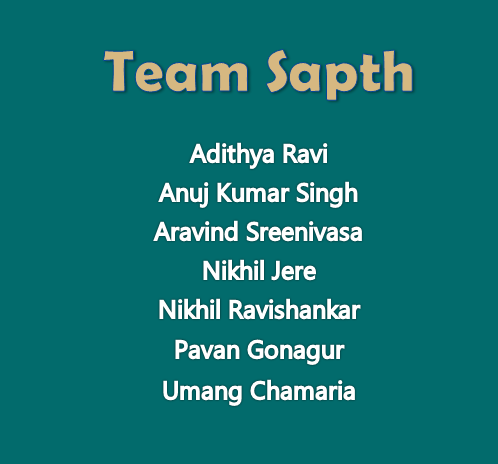 Team Sapth
Adithya Ravi
Anuj Kumar Singh
Aravind Sreenivasa
Nikhil Jere
Nikhil Ravishankar
Pavan Gonagur
Umang Chamaria